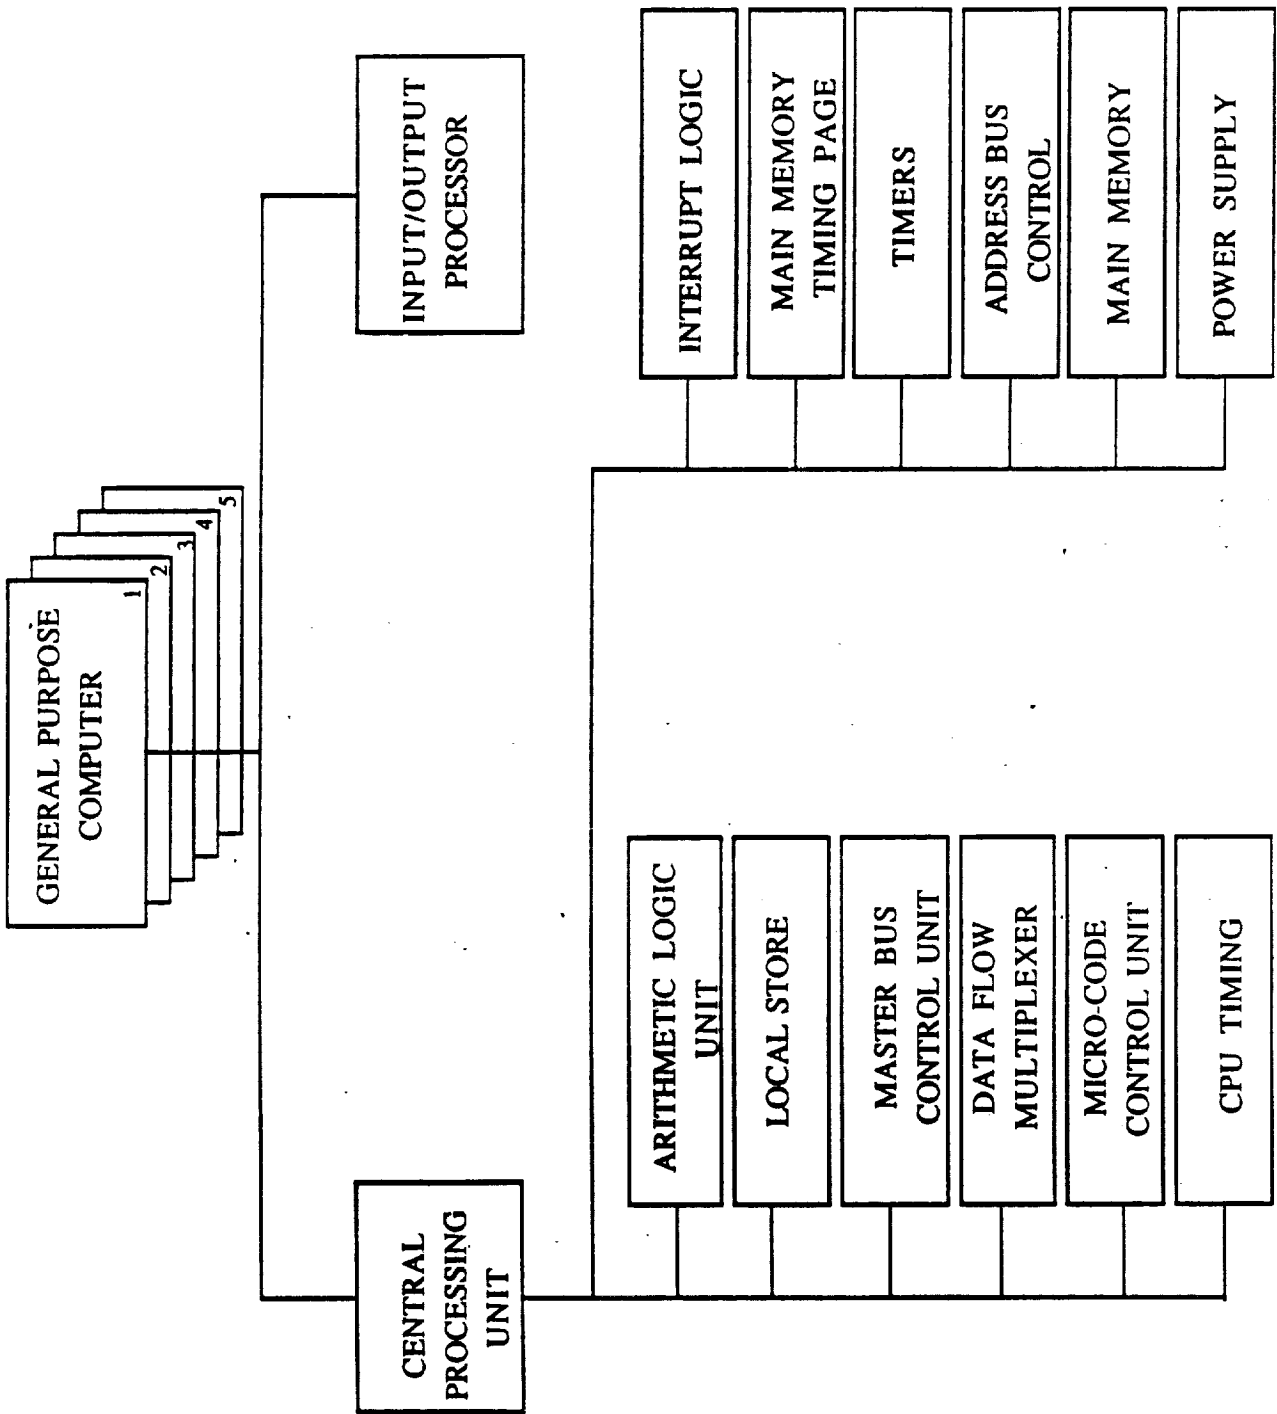 GENERAL PURPOSE
COMPUTER
1
2
3
4
5
CENTRAL
PROCESSING
UNIT
INPUT/OUTPUT
PROCESSOR
ARITHMETIC LOGIC
UNIT
LOCAL STORE
MASTER BUS
CONTROL UNIT
DATA FLOW
MULTIPLEXER
MICRO-CODE
CONTROL UNIT
CPU TIMING
INTERRUPT LOGIC
MAIN MEMORY
TIMING PAGE
TIMERS
ADDRESS BUS
CONTROL
MAIN MEMORY
POWER SUPPLY